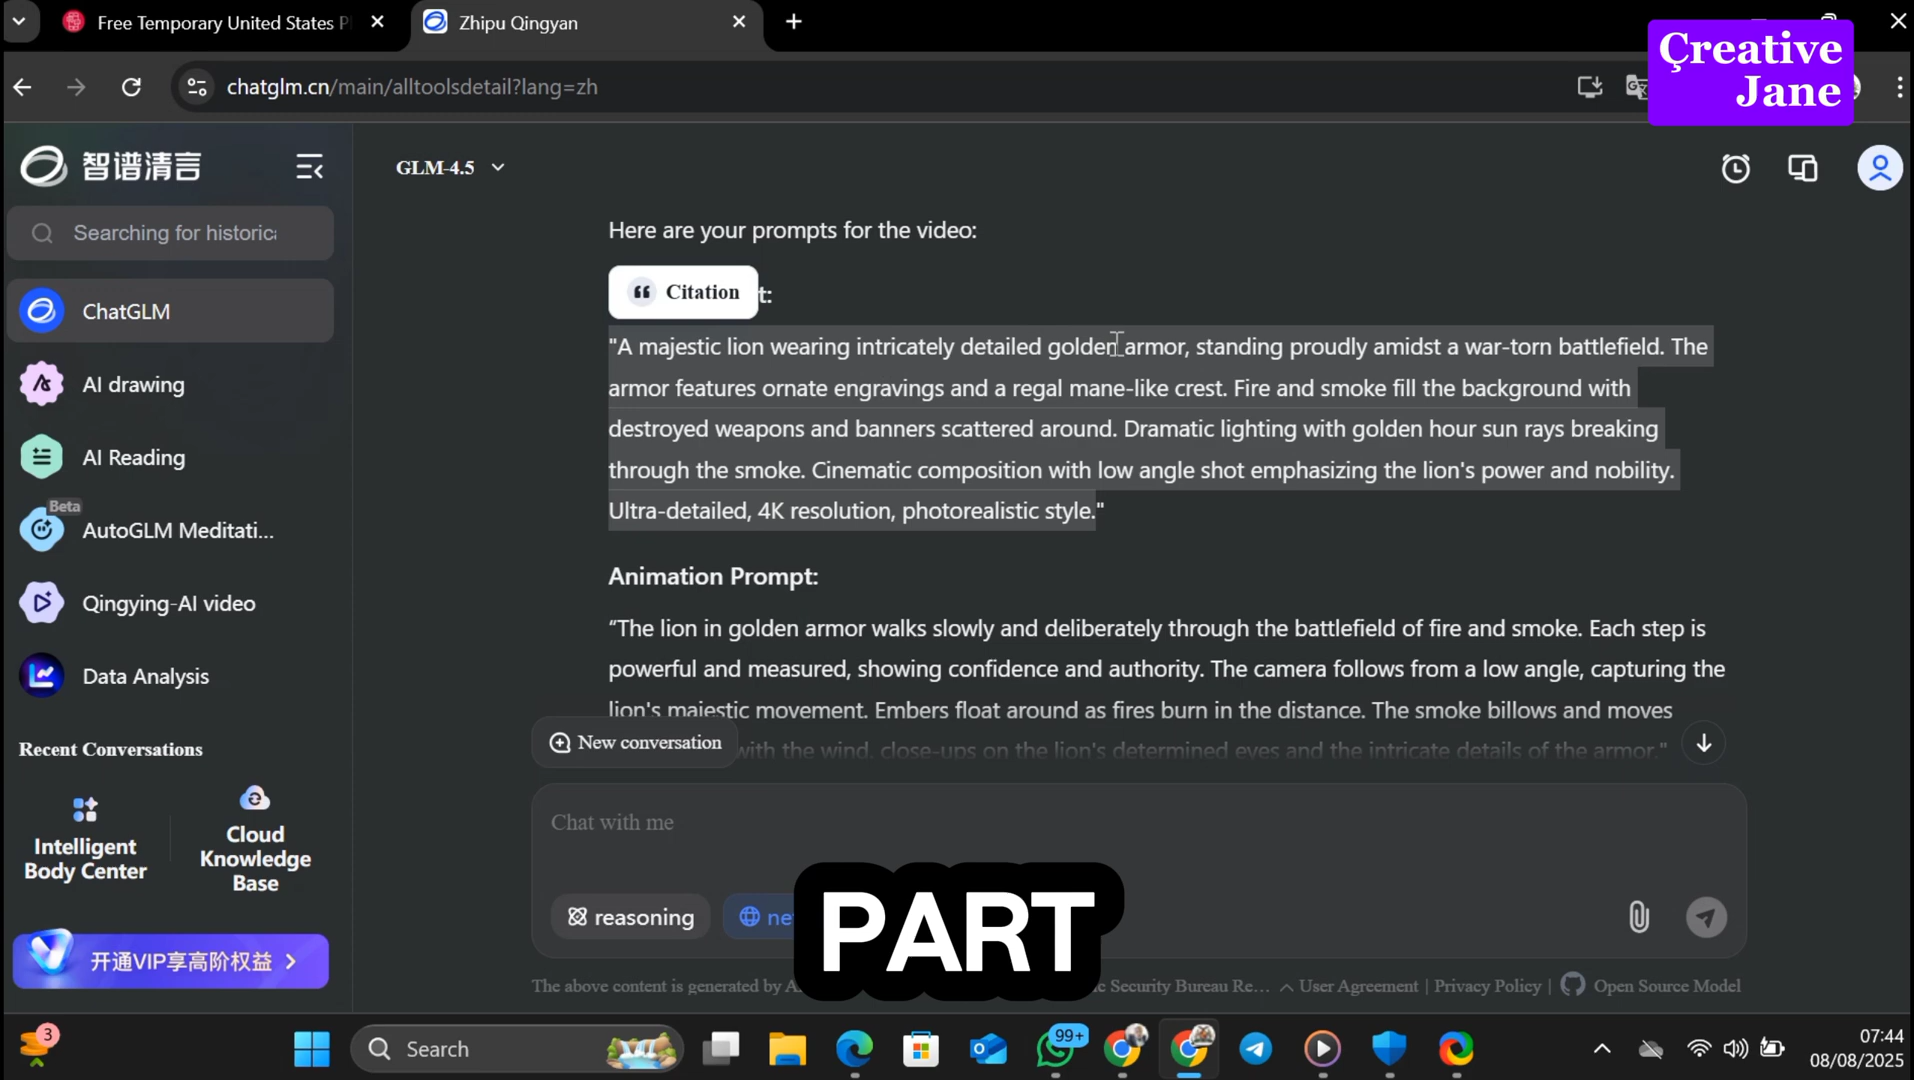 Free Temporary United States P
Zhipu Qingyan
Çreative
Jane
chatglm.cn/main/alltoolsdetail?lang=zh
智谱清言
GLM-4.5
Searching for historica
Here are your prompts for the video:
Citation
t:
ChatGLM
"A majestic lion wearing intricately detailed golden armor, standing proudly amidst a war-torn battlefield. The
armor features ornate engravings and a regal mane-like crest. Fire and smoke fill the background with
destroyed weapons and banners scattered around. Dramatic lighting with golden hour sun rays breaking
through the smoke. Cinematic composition with low angle shot emphasizing the lion's power and nobility.
Ultra-detailed, 4K resolution, photorealistic style."
AI drawing
AI Reading
Beta
AutoGLM Meditati...
Animation Prompt:
Qingying-AI video
“The lion in golden armor walks slowly and deliberately through the battlefield of fire and smoke. Each step is
powerful and measured, showing confidence and authority. The camera follows from a low angle, capturing the
lion's majestic movement. Embers float around as fires burn in the distance. The smoke billows and moves
with the wind, close-ups on the lion's determined eyes and the intricate details of the armor."
Data Analysis
New conversation
Recent Conversations
Intelligent
Body Center
Cloud
Knowledge
Base
Chat with me
reasoning
ne
PART
开通VIP享高阶权益
The above content is generated by A
c Security Bureau Re... User Agreement | Privacy Policy | Open Source Model
3
Search
99+
07:44
08/08/2025